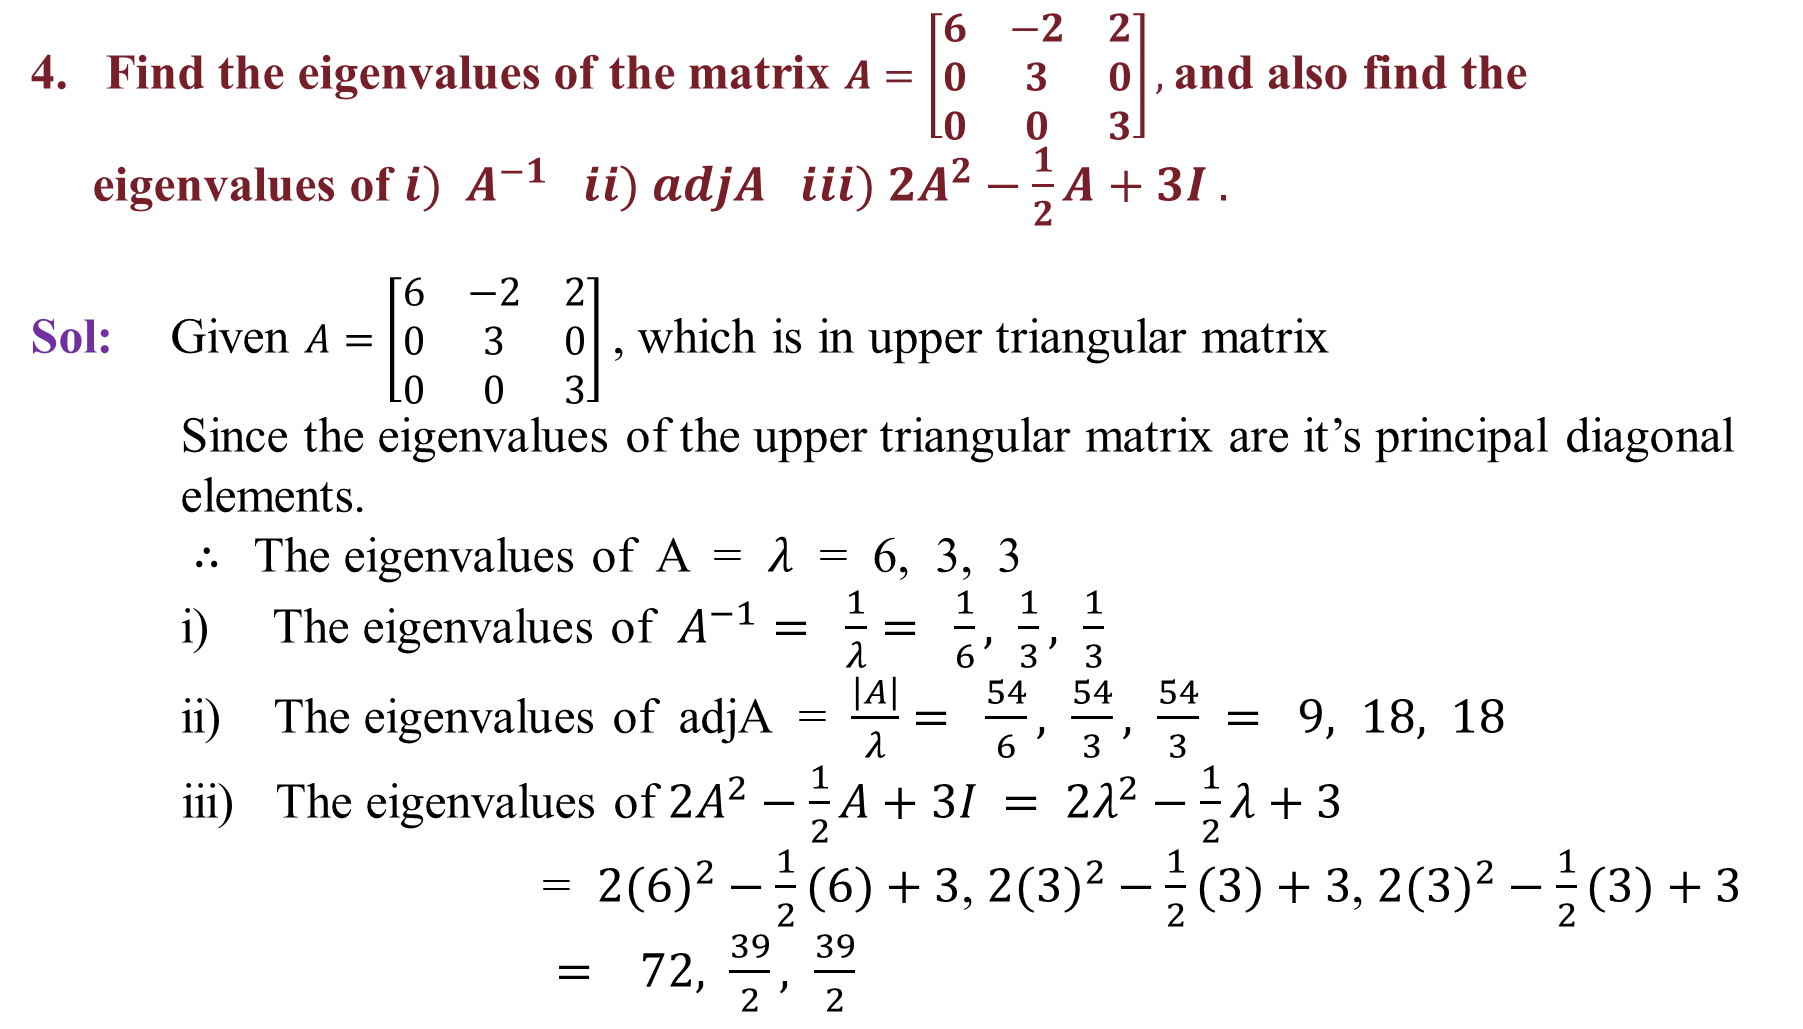 4. Find the eigenvalues of the matrix A = [6 −2 2; 0 3 0; 0 0 3], and also find the
eigenvalues of i) A⁻¹ ii) adjA iii) 2A² − 1/2 A + 3I .
Sol: Given A = [6 −2 2; 0 3 0; 0 0 3] , which is in upper triangular matrix
Since the eigenvalues of the upper triangular matrix are it’s principal diagonal
elements.
∴ The eigenvalues of A = λ = 6, 3, 3
i) The eigenvalues of A⁻¹ = 1/λ = 1/6, 1/3, 1/3
ii) The eigenvalues of adjA = |A|/λ = 54/6, 54/3, 54/3 = 9, 18, 18
iii) The eigenvalues of 2A² − 1/2 A + 3I = 2λ² − 1/2 λ + 3
= 2(6)² − 1/2 (6) + 3, 2(3)² − 1/2 (3) + 3, 2(3)² − 1/2 (3) + 3
= 72, 39/2, 39/2